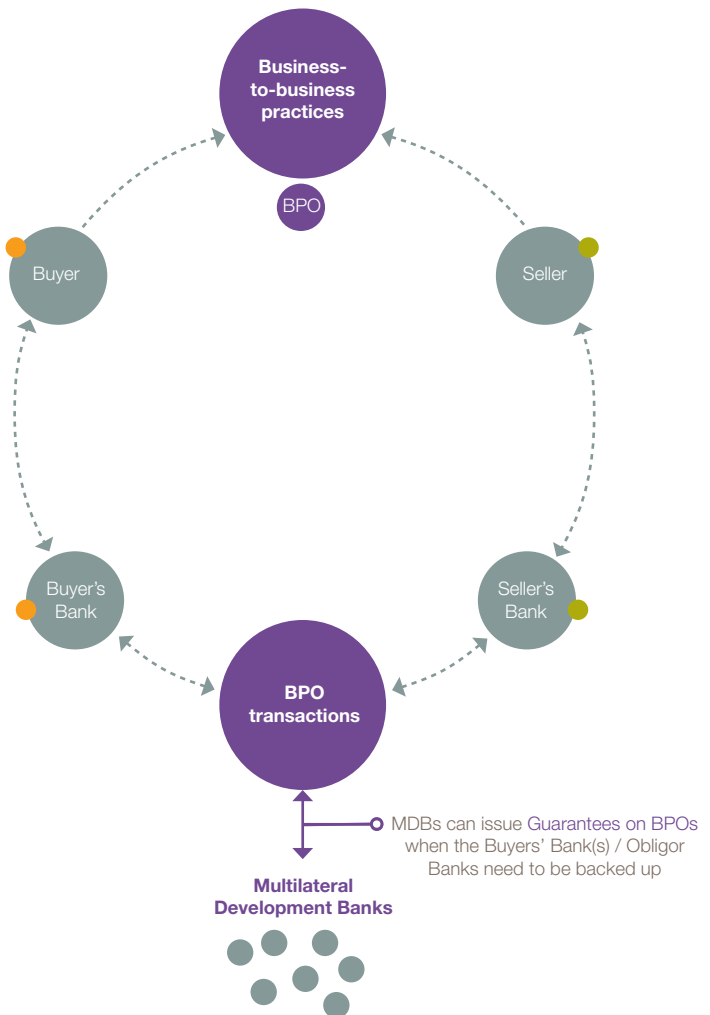 Business-
to-business
practices
BPO
Buyer
Seller
Buyer's
Bank
Seller's
Bank
BPO
transactions
MDBs can issue Guarantees on BPOs
when the Buyers' Bank(s) / Obligor
Banks need to be backed up
Multilateral
Development Banks